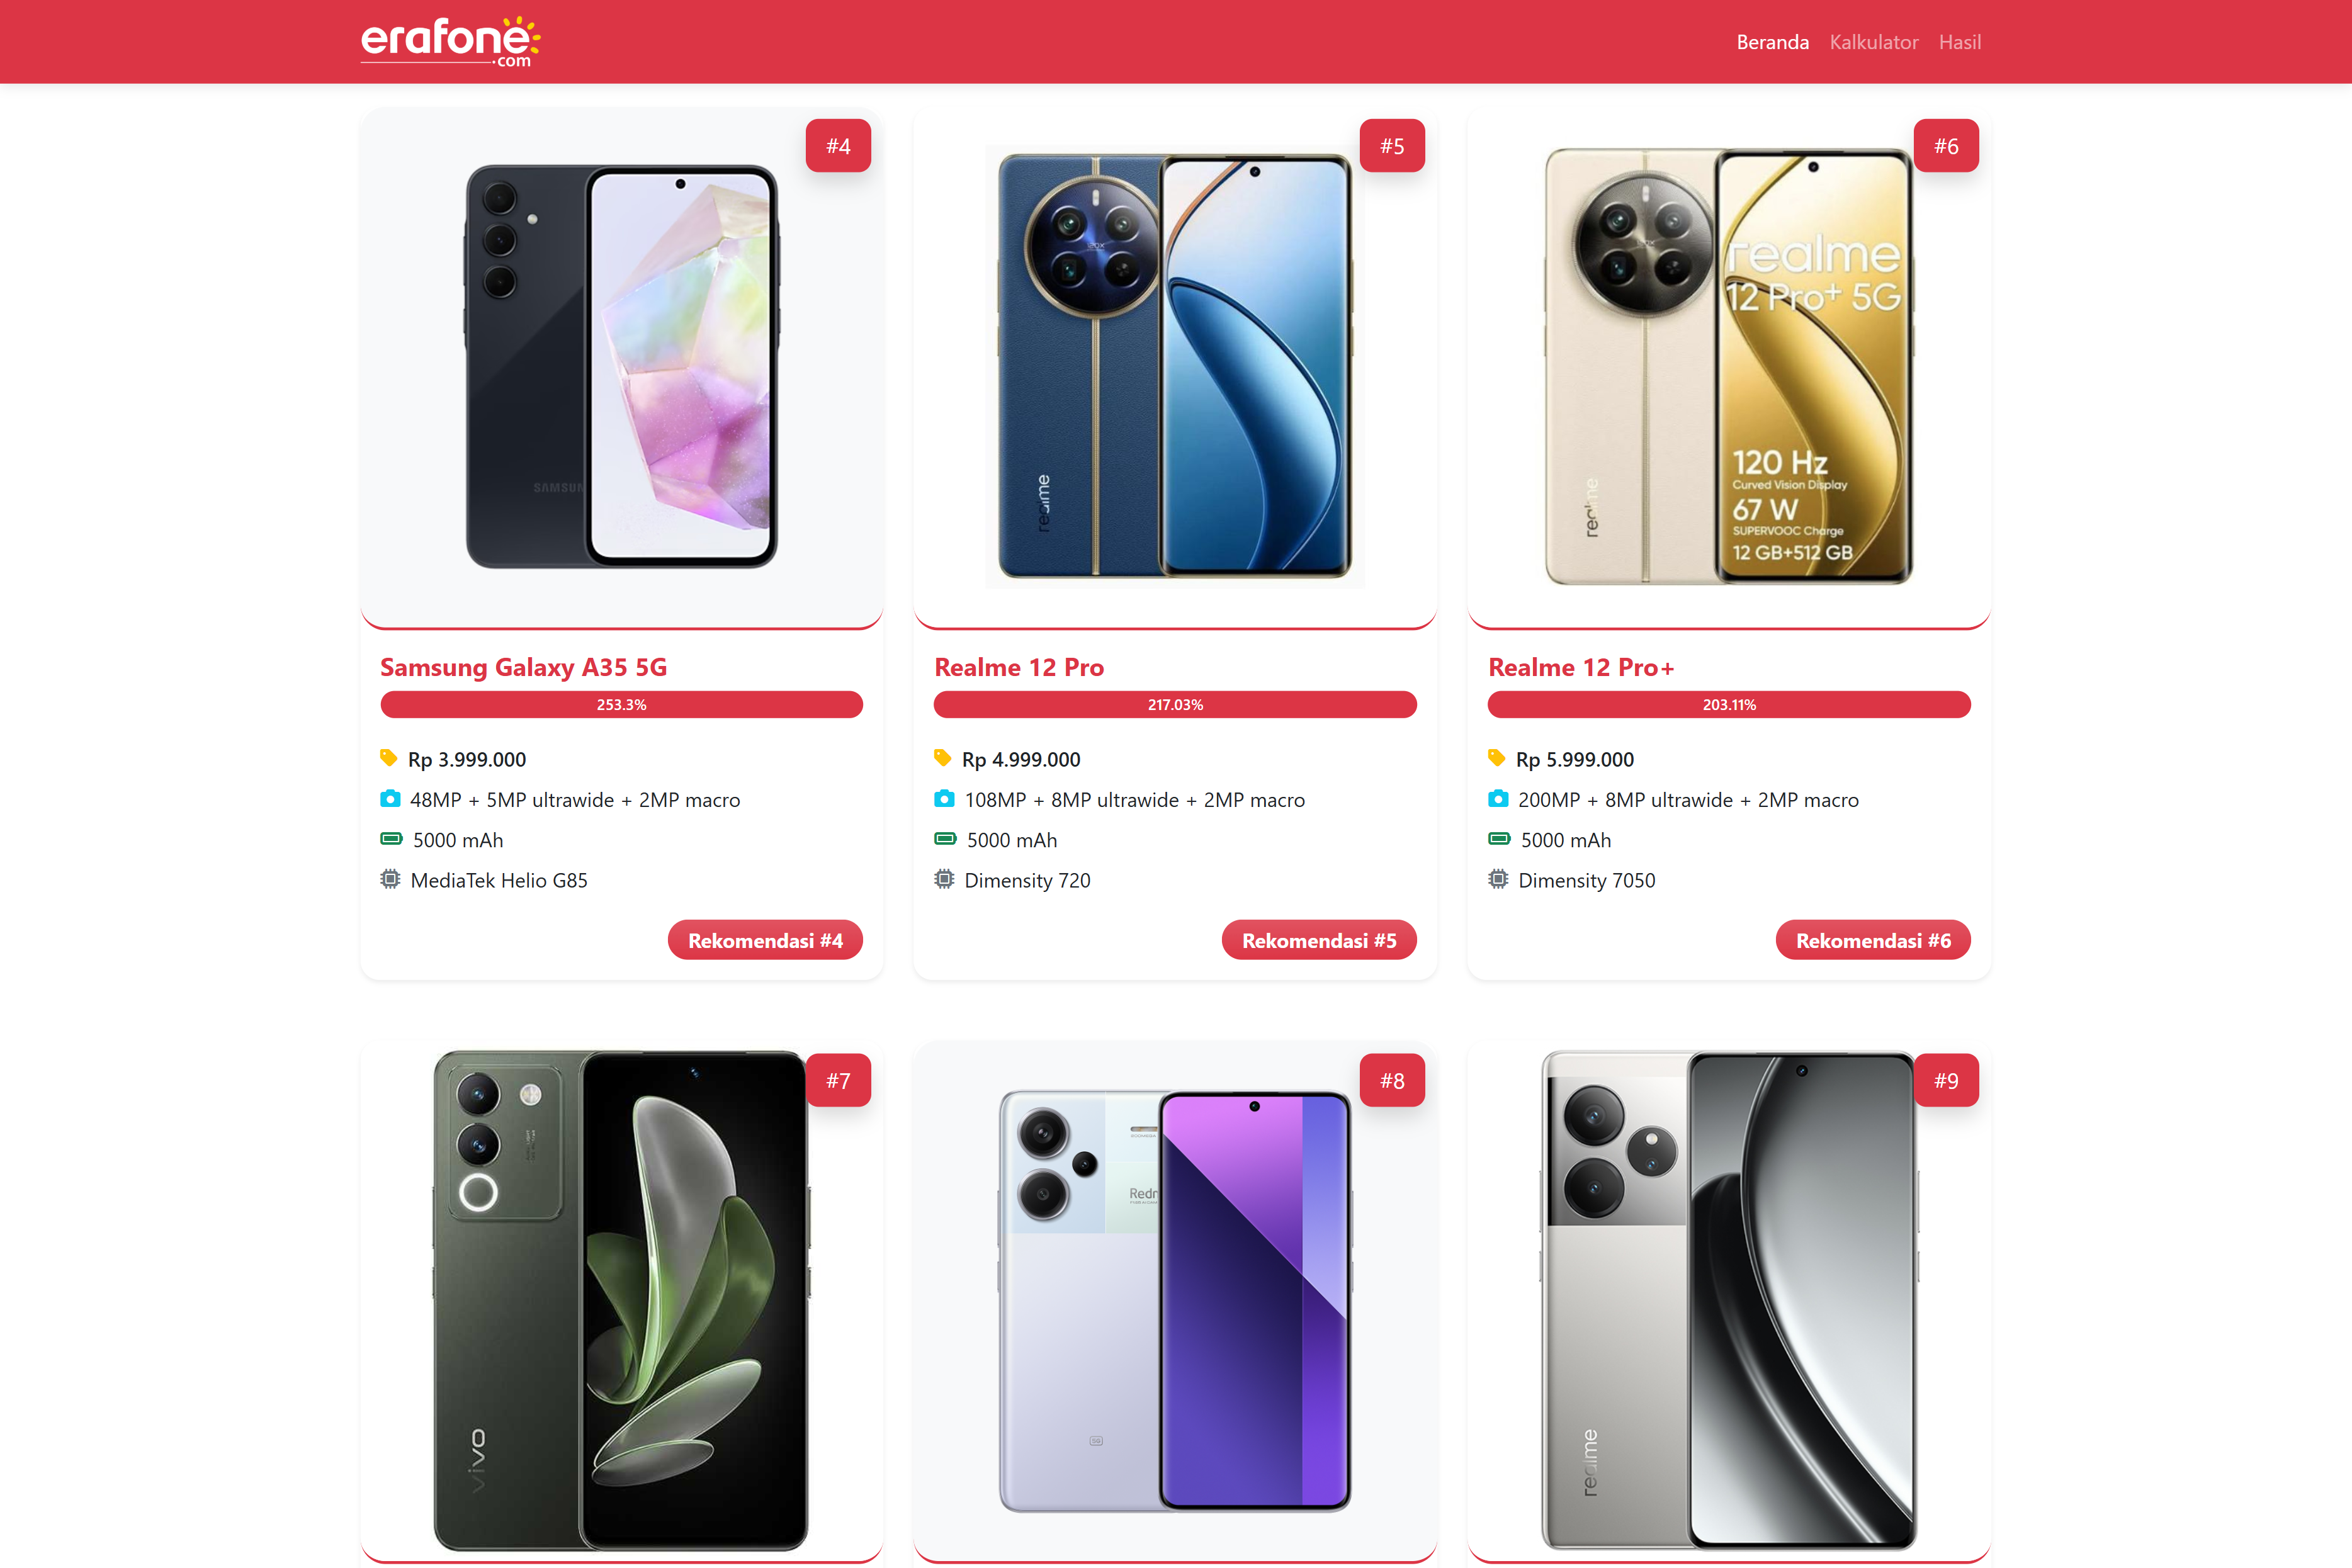 erafone
.com
Beranda Kalkulator Hasil
#4
SAMSUN
Samsung Galaxy A35 5G
253.3%
Rp 3.999.000
48MP + 5MP ultrawide + 2MP macro
5000 mAh
MediaTek Helio G85
Rekomendasi #4
#5
120X
realme
Realme 12 Pro
217.03%
Rp 4.999.000
108MP + 8MP ultrawide + 2MP macro
5000 mAh
Dimensity 720
Rekomendasi #5
#6
realme
12 Pro+ 5G
120 Hz
Curved Vision Display
67 W
SUPERVOOC Charge
12 GB+512 GB
realme
Realme 12 Pro+
203.11%
Rp 5.999.000
200MP + 8MP ultrawide + 2MP macro
5000 mAh
Dimensity 7050
Rekomendasi #6
#7
vivo
#8
Redm
5G
#9
realme